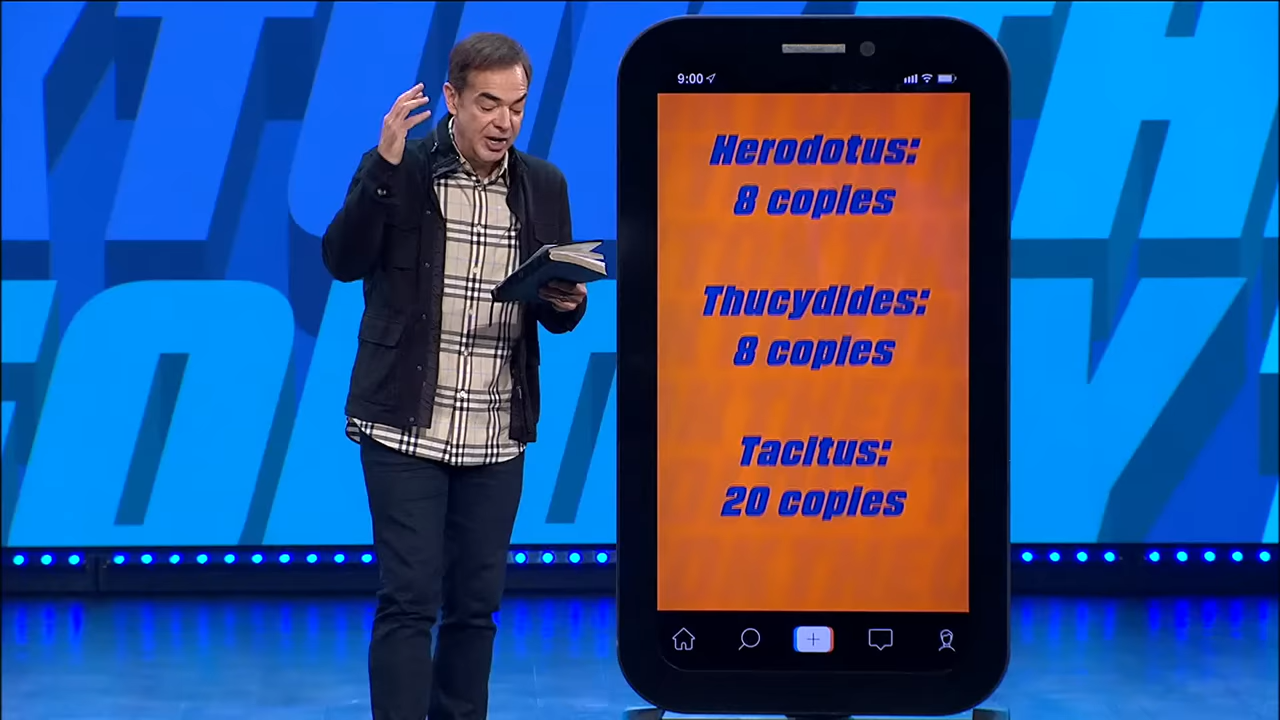 9:00
Herodotus:
8 copies
Thucydides:
8 copies
Tacitus:
20 copies